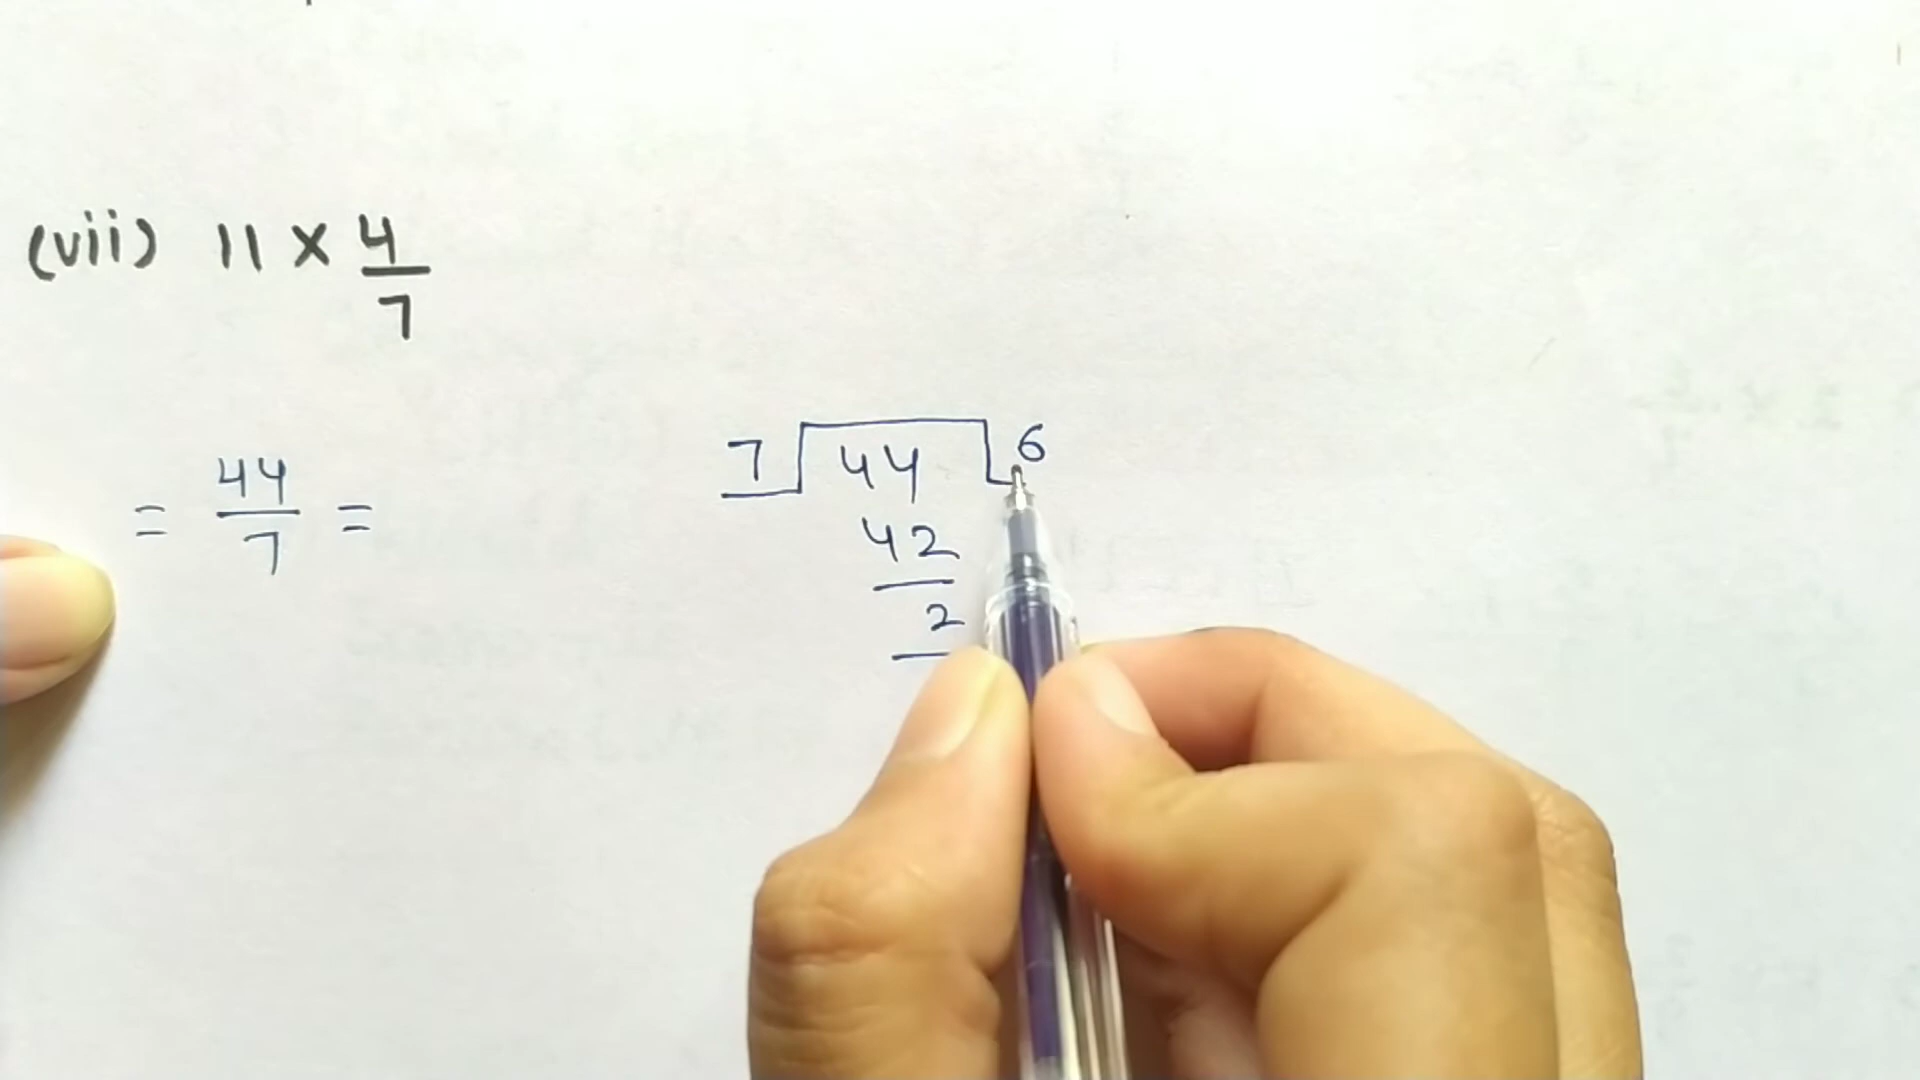 (vii) 11 × 4/7
= 44/7 =
7 44 6
42
2